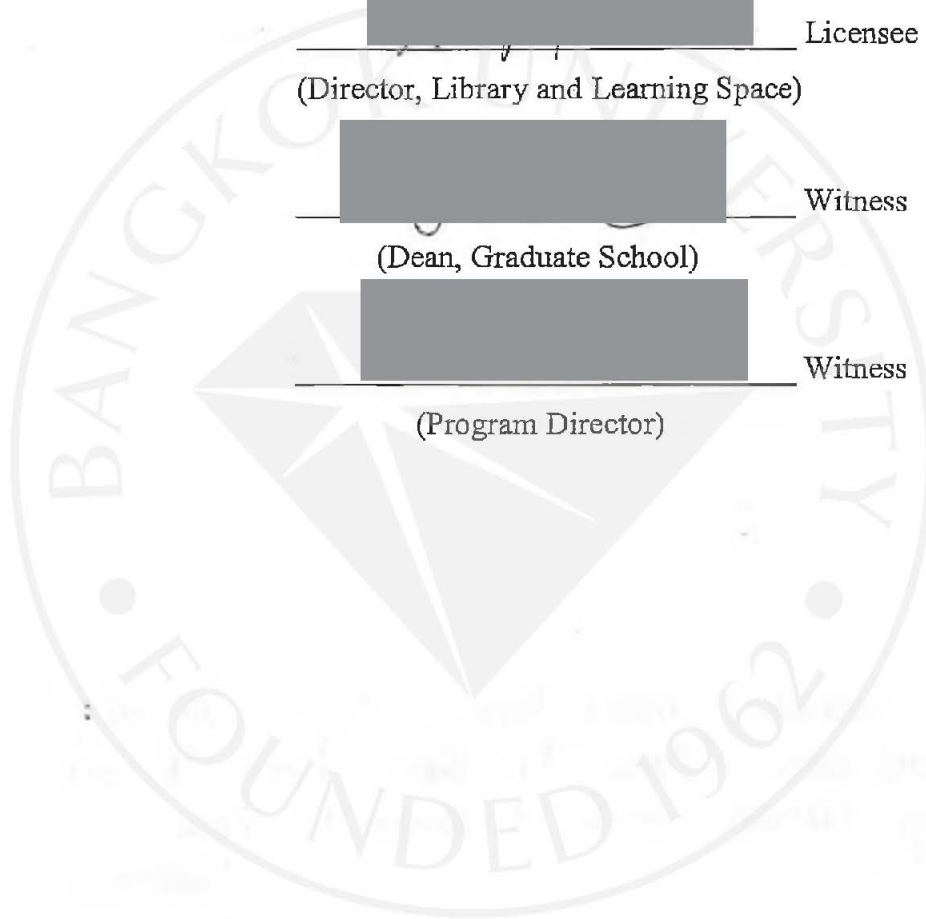 Licensee
(Director, Library and Learning Space)
Witness
(Dean, Graduate School)
Witness
(Program Director)
BANGKOK UNIVERSITY
FOUNDED 1962
: